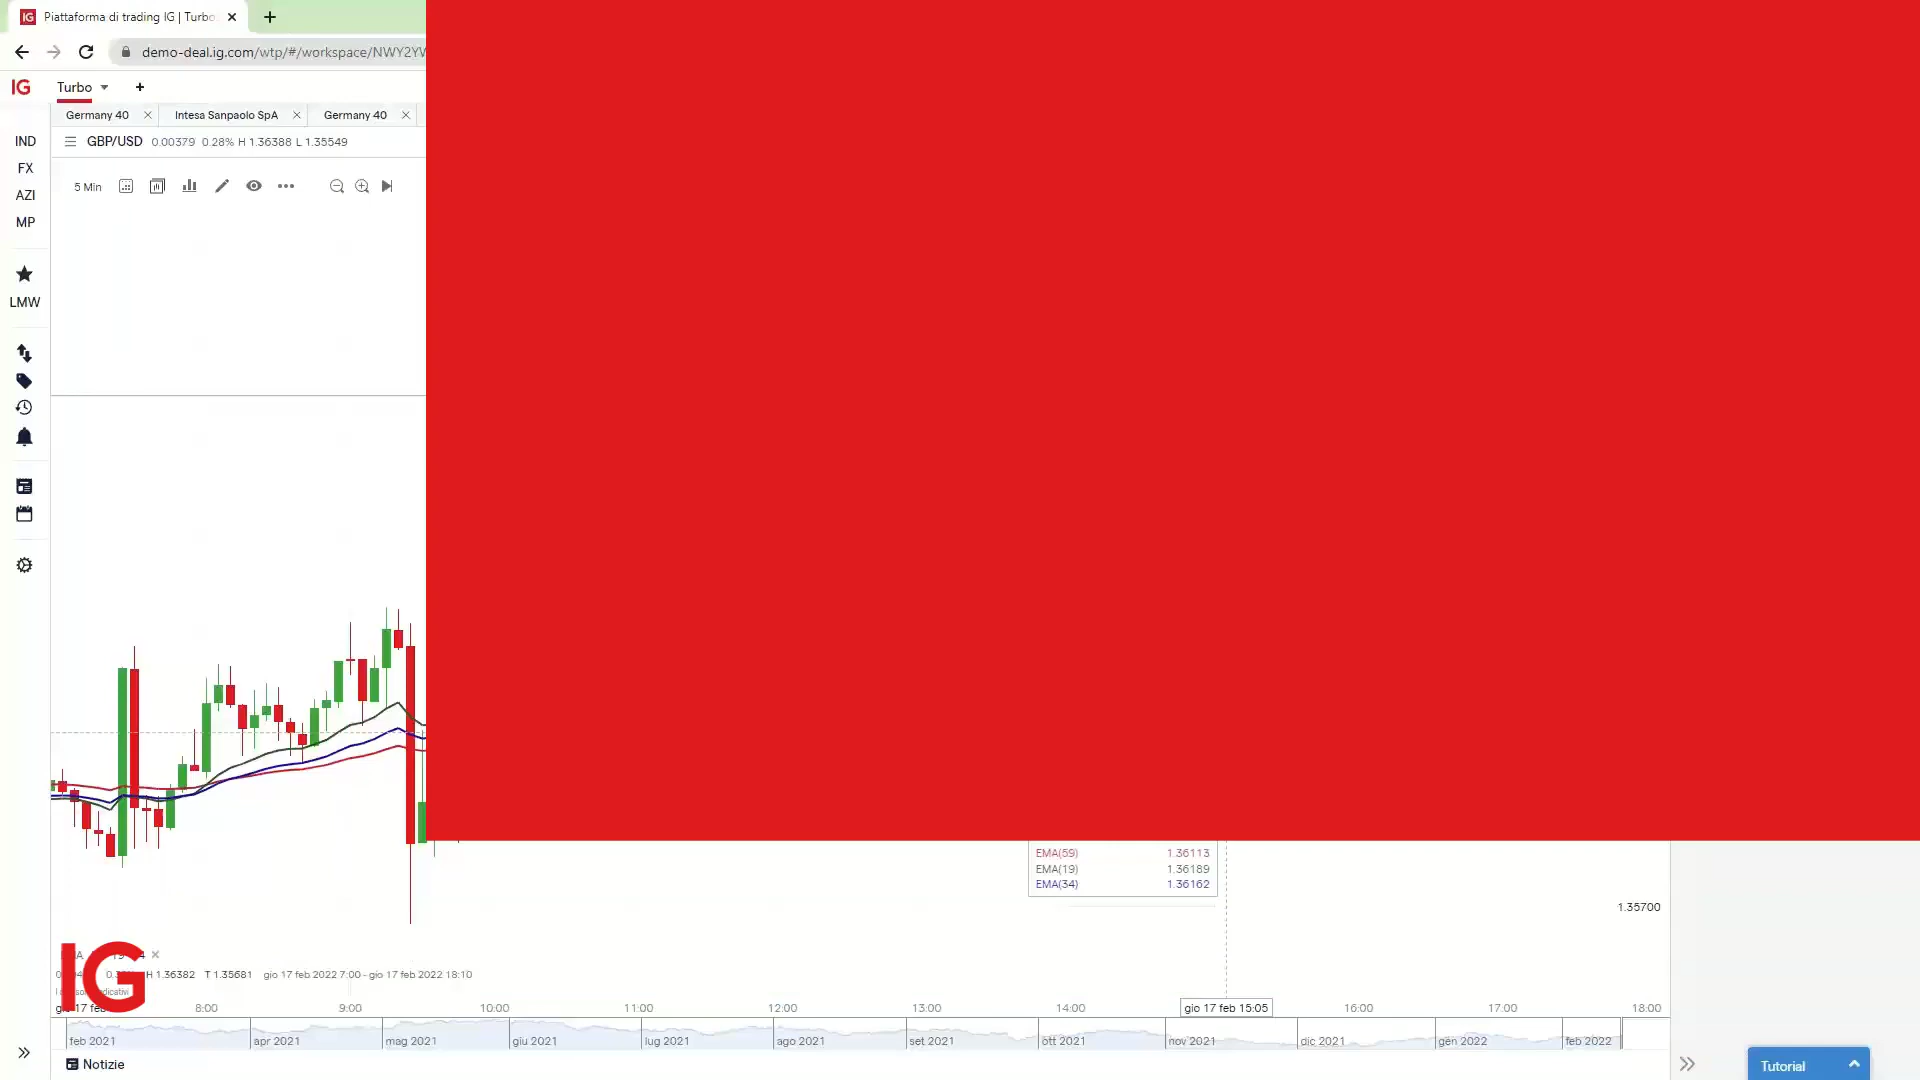 IG Piattaforma di trading IG | Turbo
demo-deal.ig.com/wtp/#/workspace/NWY2YW
IG Turbo
Germany 40 Intesa Sanpaolo SpA Germany 40
IND
GBP/USD 0.00379 0.28% H 1.36388 L 1.35549
FX
5 Min
AZI
MP
LMW
EMA(59) 1.36113
EMA(19) 1.36189
EMA(34) 1.36162
1.35700
IG
H 1.36382 T 1.35681 gio 17 feb 2022 7:00 - gio 17 feb 2022 18:10
8:00 9:00 10:00 11:00 12:00 13:00 14:00 gio 17 feb 15:05 16:00 17:00 18:00
feb 2021 apr 2021 mag 2021 giu 2021 lug 2021 ago 2021 set 2021 ott 2021 nov 2021 dic 2021 gen 2022 feb 2022
Notizie
Tutorial